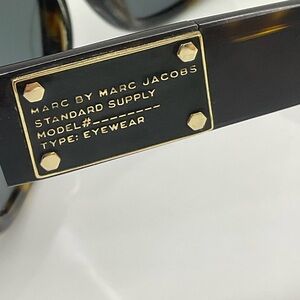 MARC BY MARC JACOBS
STANDARD SUPPLY
MODEL#________
TYPE: EYEWEAR